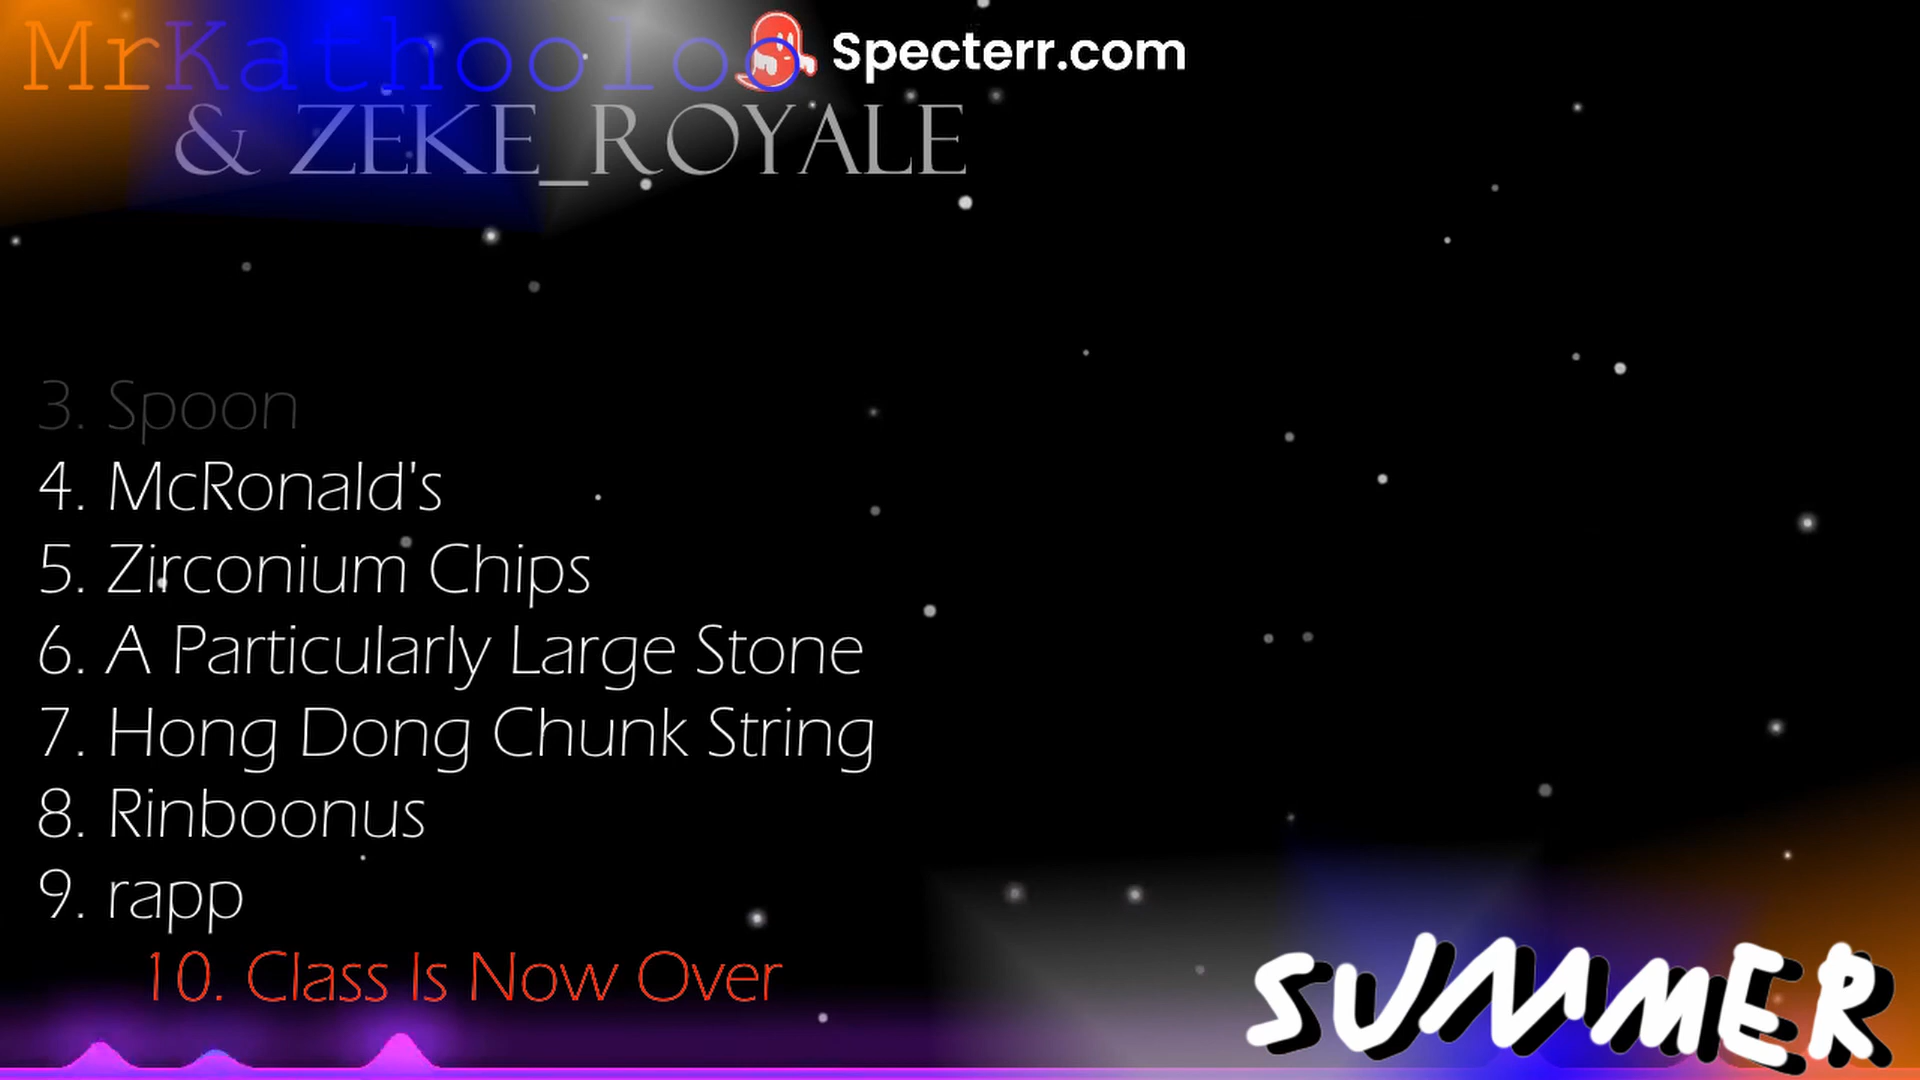 MrKathooloo
Specterr.com
& ZEKE_ROYALE
3. Spoon
4. McRonald's
5. Zirconium Chips
6. A Particularly Large Stone
7. Hong Dong Chunk String
8. Rinboonus
9. rapp
10. Class Is Now Over
SUMMER